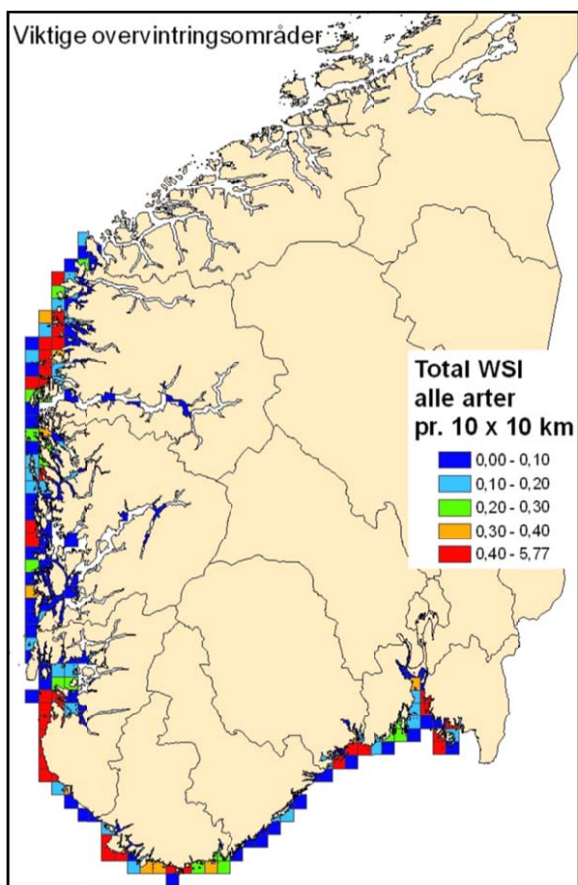 Viktige overvintringsområder
Total WSI
alle arter
pr. 10 x 10 km
0,00 - 0,10
0,10 - 0,20
0,20 - 0,30
0,30 - 0,40
0,40 - 5,77